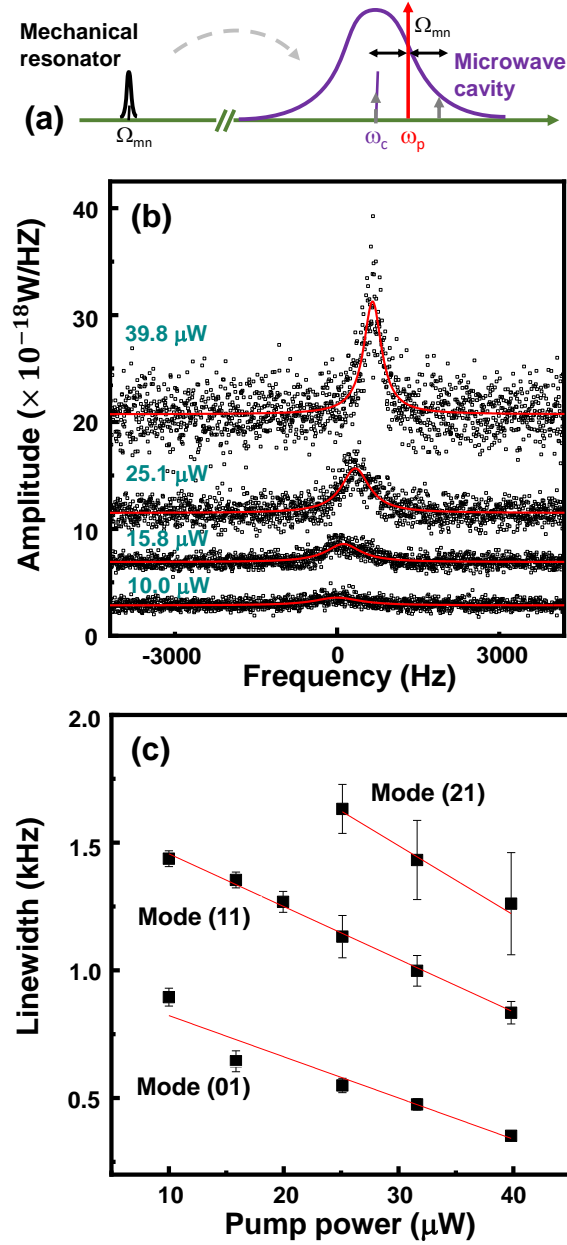 Mechanical
resonator
Ω_mn
Microwave
cavity
(a)
Ω_mn
ω_c
ω_p
(b)
40
30
20
10
0
39.8 μW
25.1 μW
15.8 μW
10.0 μW
Amplitude (× 10⁻¹⁸W/HZ)
-3000
0
3000
Frequency (Hz)
(c)
2.0
1.5
1.0
0.5
Mode (21)
Mode (11)
Mode (01)
Linewidth (kHz)
10
20
30
40
Pump power (μW)